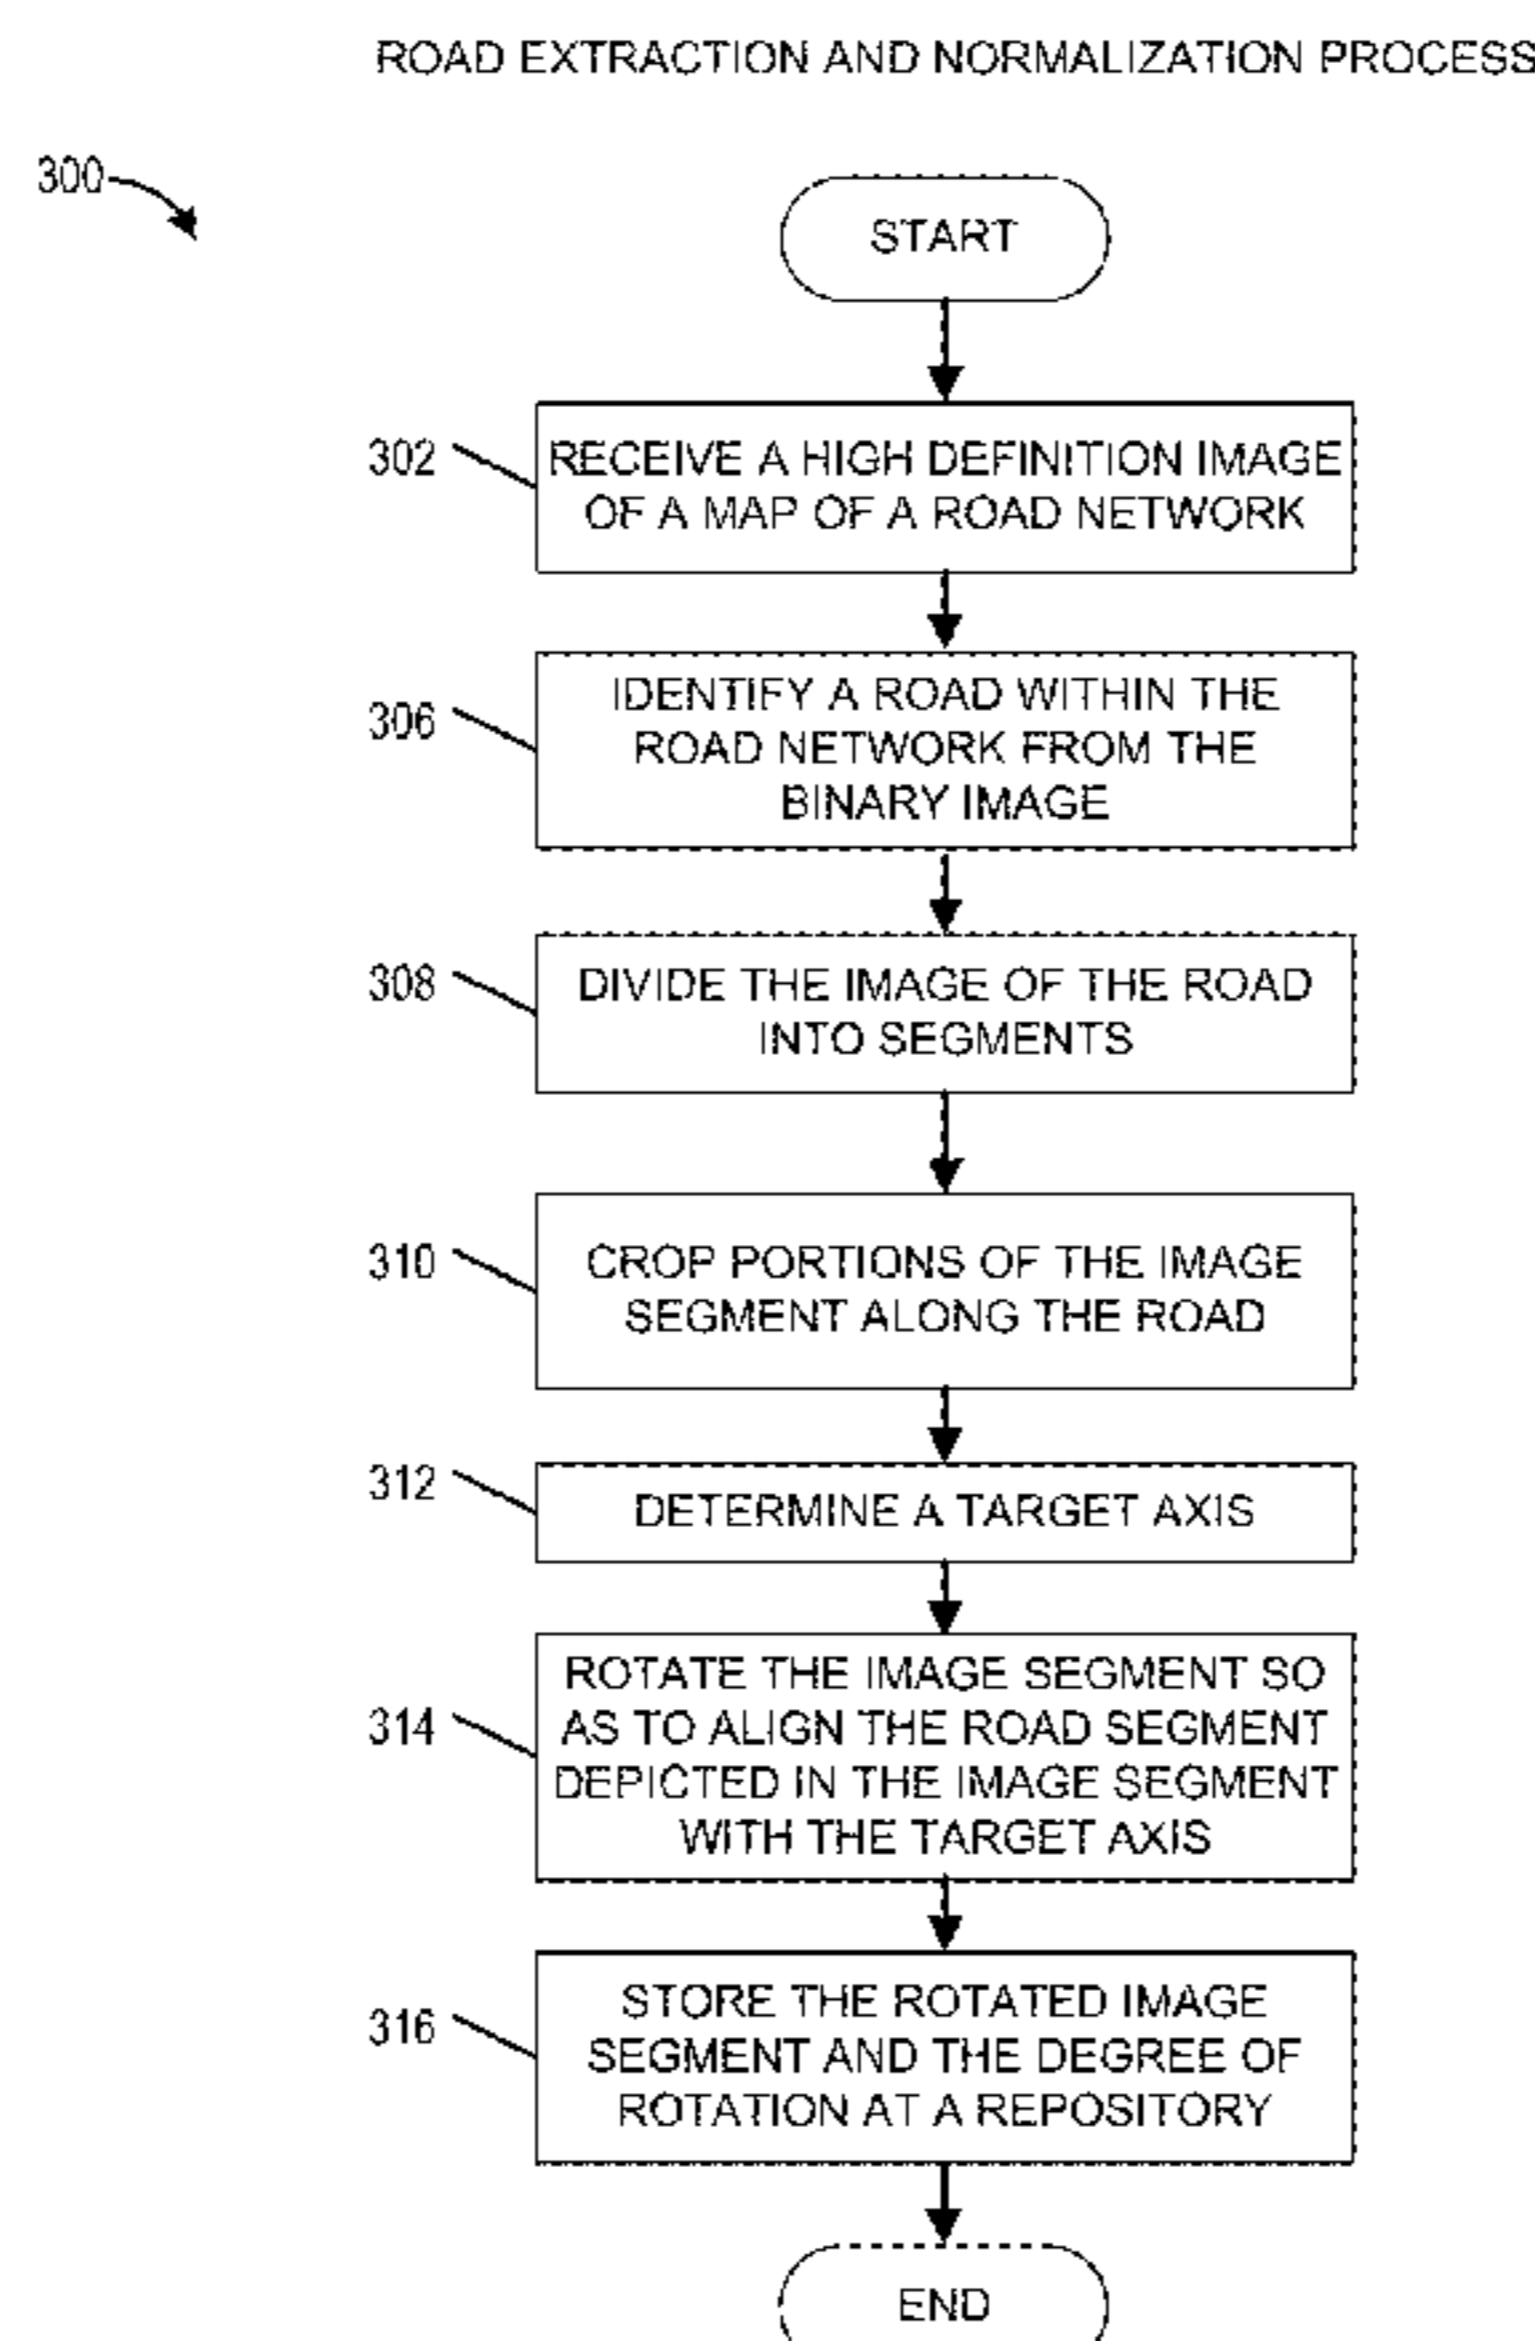 ROAD EXTRACTION AND NORMALIZATION PROCESS
300
START
302
RECEIVE A HIGH DEFINITION IMAGE
OF A MAP OF A ROAD NETWORK
306
IDENTIFY A ROAD WITHIN THE
ROAD NETWORK FROM THE
BINARY IMAGE
308
DIVIDE THE IMAGE OF THE ROAD
INTO SEGMENTS
310
CROP PORTIONS OF THE IMAGE
SEGMENT ALONG THE ROAD
312
DETERMINE A TARGET AXIS
314
ROTATE THE IMAGE SEGMENT SO
AS TO ALIGN THE ROAD SEGMENT
DEPICTED IN THE IMAGE SEGMENT
WITH THE TARGET AXIS
316
STORE THE ROTATED IMAGE
SEGMENT AND THE DEGREE OF
ROTATION AT A REPOSITORY
END